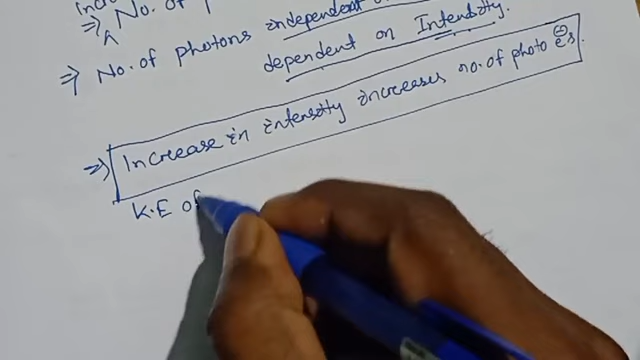 ⇒ No. of
⇒ No. of photons independent
dependent on Intensity.
⇒ Increase in intensity increases no. of photo e⊖s.
K.E of